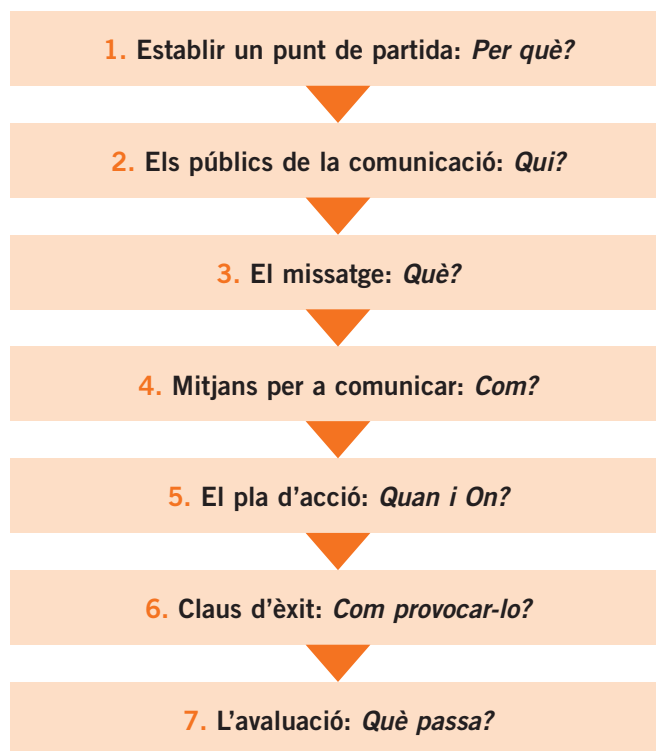 1. Establir un punt de partida: Per què?
2. Els públics de la comunicació: Qui?
3. El missatge: Què?
4. Mitjans per a comunicar: Com?
5. El pla d’acció: Quan i On?
6. Claus d’èxit: Com provocar-lo?
7. L’avaluació: Què passa?